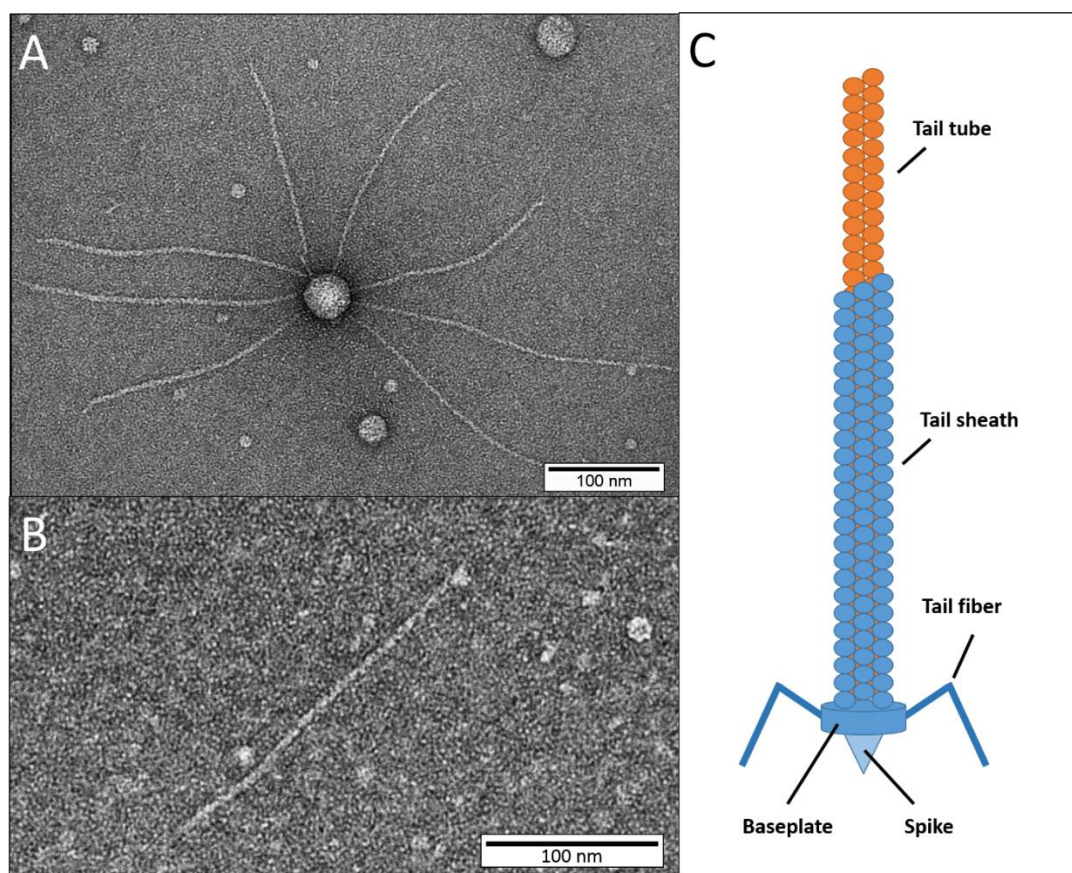 A
100 nm
B
100 nm
C
Tail tube
Tail sheath
Tail fiber
Baseplate
Spike